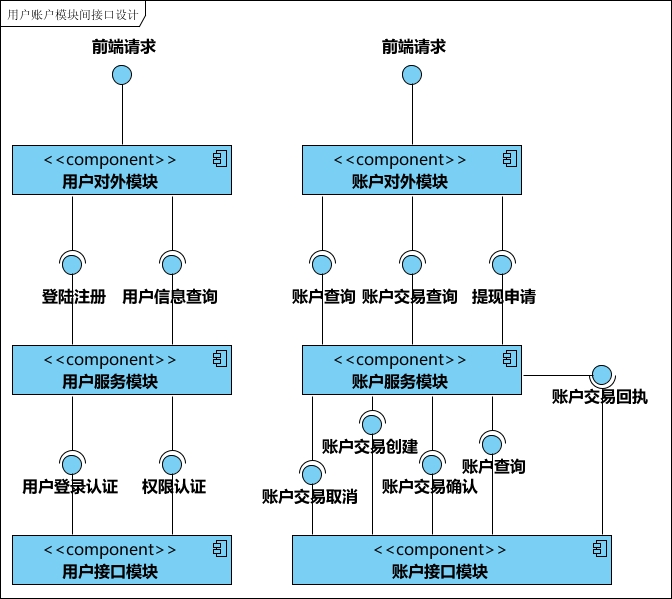 用户账户模块间接口设计
前端请求
前端请求
<<component>>
用户对外模块
<<component>>
账户对外模块
登陆注册
用户信息查询
账户查询
账户交易查询
提现申请
<<component>>
用户服务模块
<<component>>
账户服务模块
账户交易回执
账户交易创建
账户查询
用户登录认证
权限认证
账户交易取消
账户交易确认
<<component>>
用户接口模块
<<component>>
账户接口模块